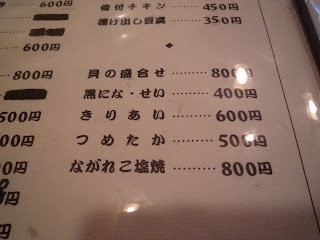 600円
600円
800円
500円
00円
00円
円
円
骨付チキン 450円
揚げ出し豆腐 350円
貝の盛合せ 800円
黒にな・せい 400円
きりあい 600円
つめたか 500円
ながれこ塩焼 800円